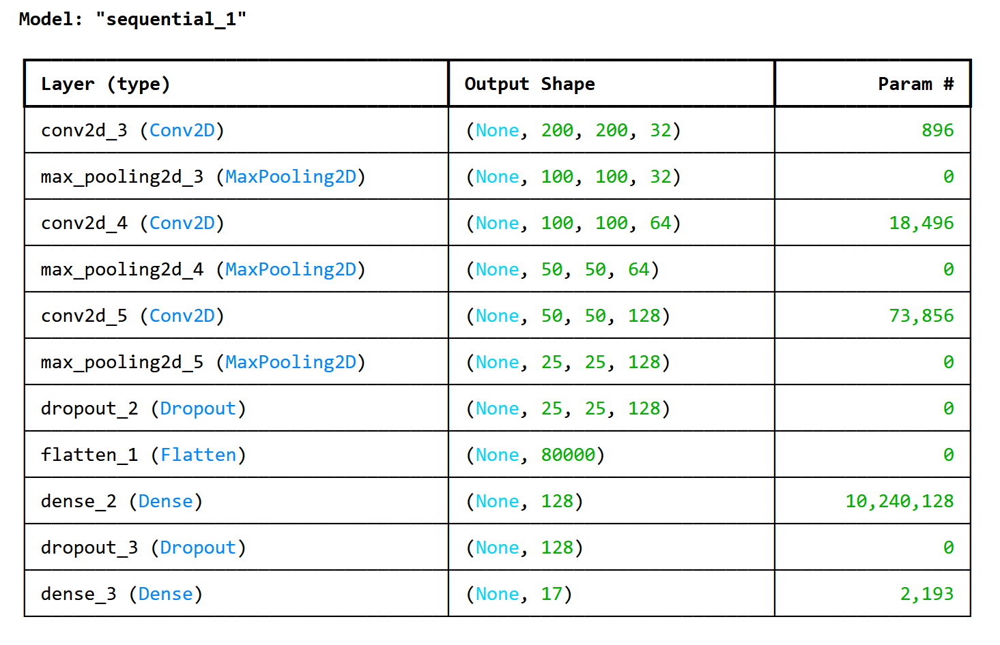 Model: "sequential_1"
Layer (type) Output Shape Param #
conv2d_3 (Conv2D) (None, 200, 200, 32) 896
max_pooling2d_3 (MaxPooling2D) (None, 100, 100, 32) 0
conv2d_4 (Conv2D) (None, 100, 100, 64) 18,496
max_pooling2d_4 (MaxPooling2D) (None, 50, 50, 64) 0
conv2d_5 (Conv2D) (None, 50, 50, 128) 73,856
max_pooling2d_5 (MaxPooling2D) (None, 25, 25, 128) 0
dropout_2 (Dropout) (None, 25, 25, 128) 0
flatten_1 (Flatten) (None, 80000) 0
dense_2 (Dense) (None, 128) 10,240,128
dropout_3 (Dropout) (None, 128) 0
dense_3 (Dense) (None, 17) 2,193